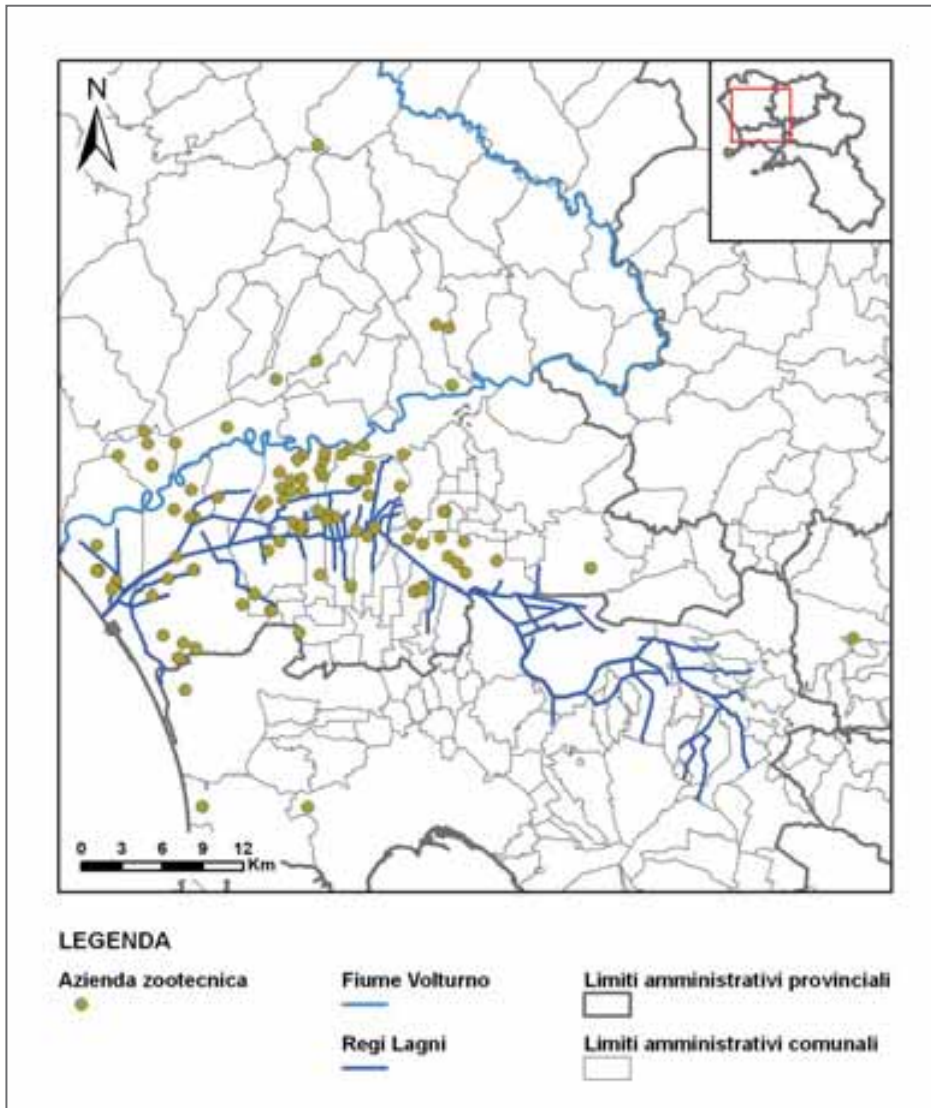 N
0 3 6 9 12
Km
LEGENDA
Azienda zootecnica
Fiume Volturno
Limiti amministrativi provinciali
Regi Lagni
Limiti amministrativi comunali